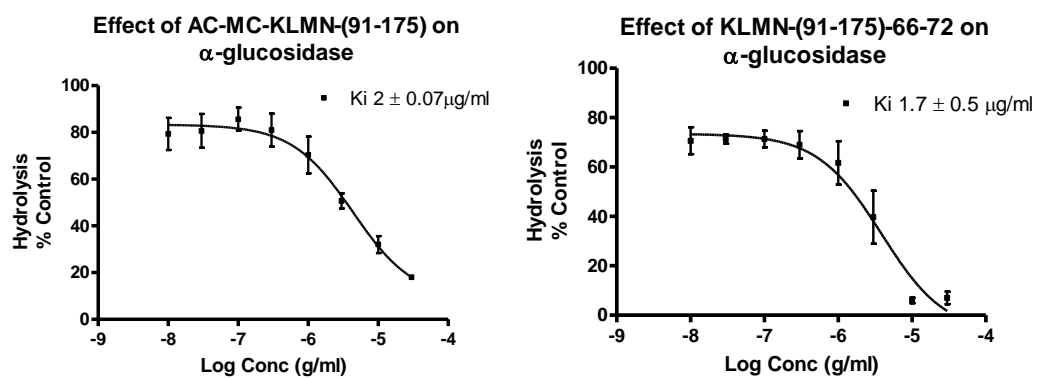 Effect of AC-MC-KLMN-(91-175) on
α-glucosidase
Ki 2 ± 0.07μg/ml
100
80
60
40
20
0
Hydrolysis
% Control
-9
-8
-7
-6
-5
-4
Log Conc (g/ml)
Effect of KLMN-(91-175)-66-72 on
α-glucosidase
Ki 1.7 ± 0.5 μg/ml
100
80
60
40
20
0
Hydrolysis
% Control
-9
-8
-7
-6
-5
-4
Log Conc (g/ml)